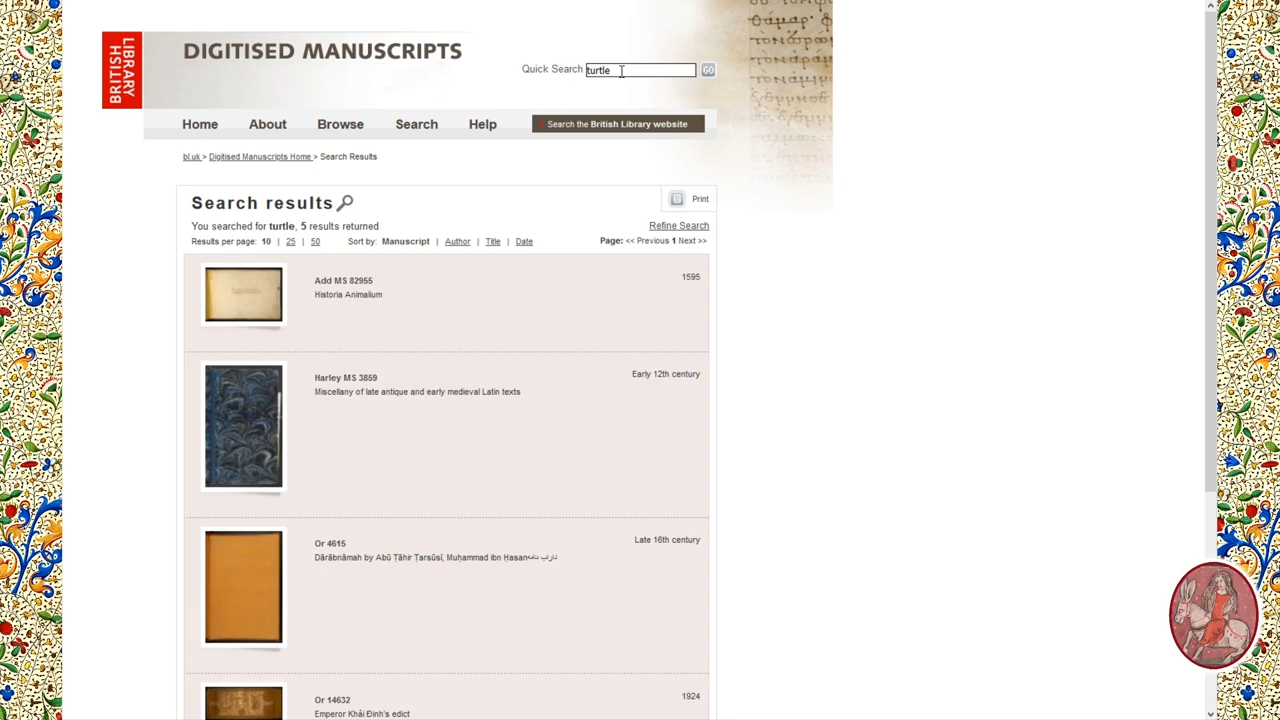 BRITISH
LIBRARY
DIGITISED MANUSCRIPTS
Quick Search turtle GO
Home About Browse Search Help Search the British Library website
bl.uk > Digitised Manuscripts Home > Search Results
Search results
Print
You searched for turtle, 5 results returned
Refine Search
Results per page: 10 | 25 | 50 Sort by: Manuscript | Author | Title | Date Page: << Previous 1 Next >>
Add MS 82955
1595
Historia Animalium
Harley MS 3859
Early 12th century
Miscellany of late antique and early medieval Latin texts
Or 4615
Late 16th century
Dārābnāmah by Abū Ṭāhir Ṭarsūsī, Muḥammad ibn Ḥasanداراب نامه
Or 14632
1924
Emperor Khải Định's edict